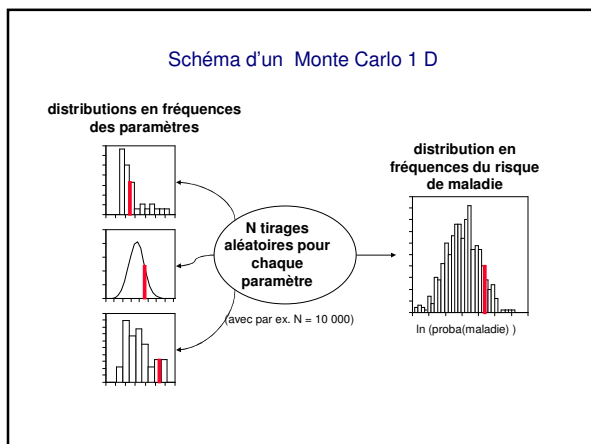 Schéma d'un Monte Carlo 1 D
distributions en fréquences
des paramètres
distribution en
fréquences du risque
de maladie
N tirages
aléatoires pour
chaque
paramètre
(avec par ex. N = 10 000)
ln (proba(maladie) )